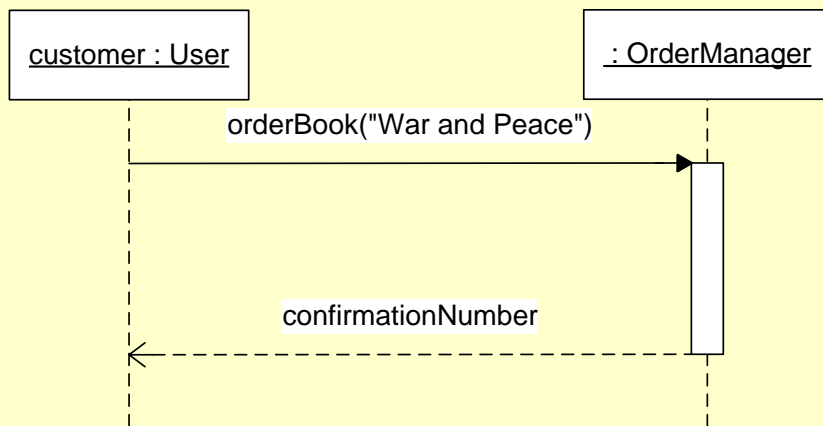 customer : User
: OrderManager
orderBook("War and Peace")
confirmationNumber